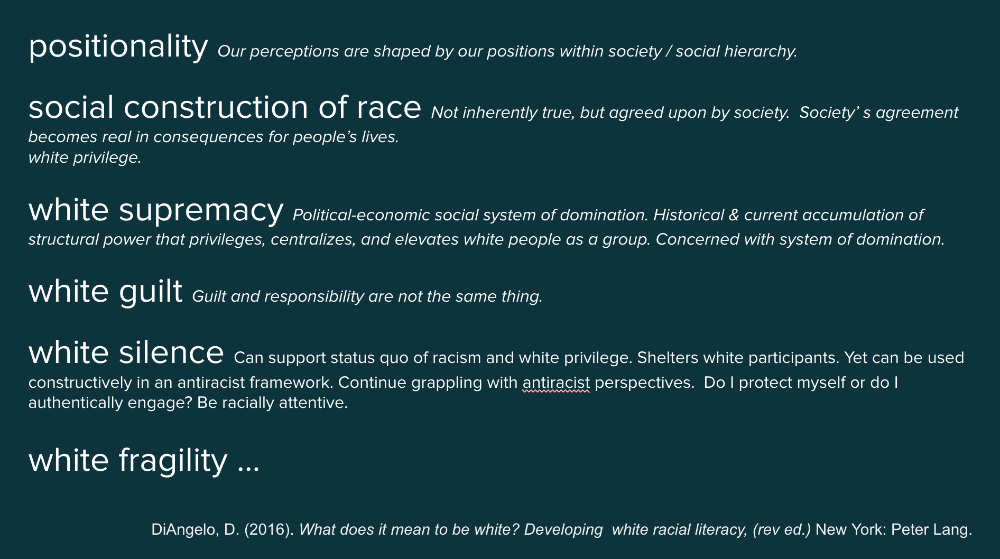 positionality Our perceptions are shaped by our positions within society / social hierarchy.
social construction of race Not inherently true, but agreed upon by society.  Society’ s agreement
becomes real in consequences for people’s lives.
white privilege.
white supremacy Political-economic social system of domination. Historical & current accumulation of
structural power that privileges, centralizes, and elevates white people as a group. Concerned with system of domination.
white guilt Guilt and responsibility are not the same thing.
white silence Can support status quo of racism and white privilege. Shelters white participants. Yet can be used
constructively in an antiracist framework. Continue grappling with antiracist perspectives.  Do I protect myself or do I
authentically engage? Be racially attentive.
white fragility ...
DiAngelo, D. (2016). What does it mean to be white? Developing  white racial literacy, (rev ed.) New York: Peter Lang.